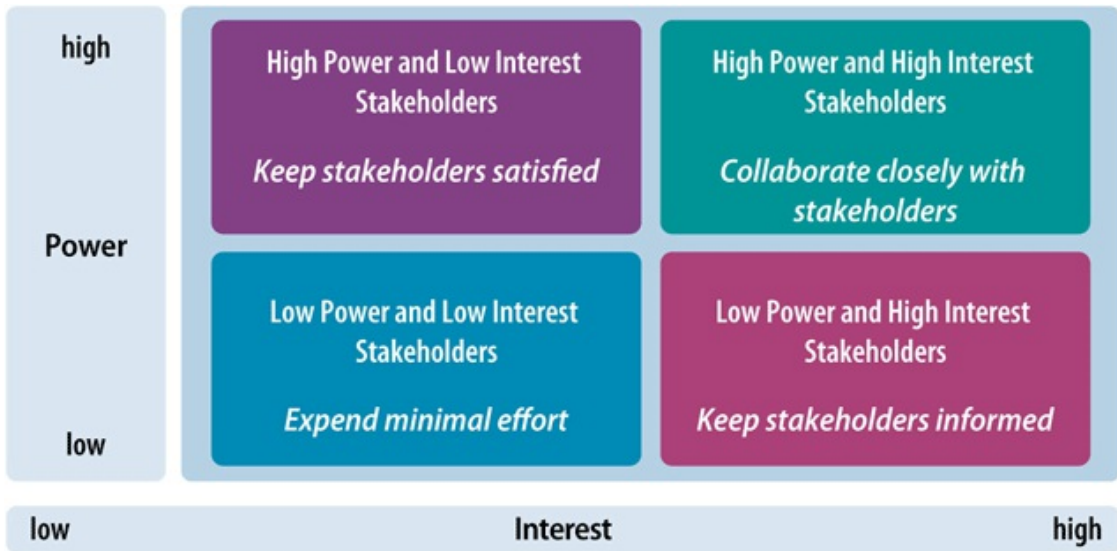 high
Power
low
High Power and Low Interest
Stakeholders
Keep stakeholders satisfied
High Power and High Interest
Stakeholders
Collaborate closely with
stakeholders
Low Power and Low Interest
Stakeholders
Expend minimal effort
Low Power and High Interest
Stakeholders
Keep stakeholders informed
low
Interest
high